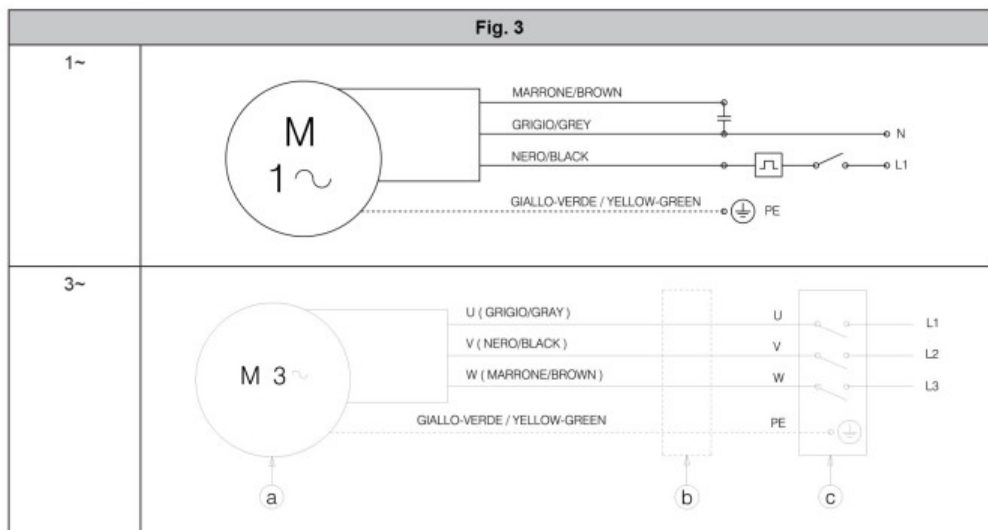 Fig. 3
1~
M
1~
MARRONE/BROWN
GRIGIO/GREY
N
NERO/BLACK
L1
GIALLO-VERDE / YELLOW-GREEN
PE
3~
M 3~
U ( GRIGIO/GRAY )
U
L1
V ( NERO/BLACK )
V
L2
W ( MARRONE/BROWN )
W
L3
GIALLO-VERDE / YELLOW-GREEN
PE
a
b
c